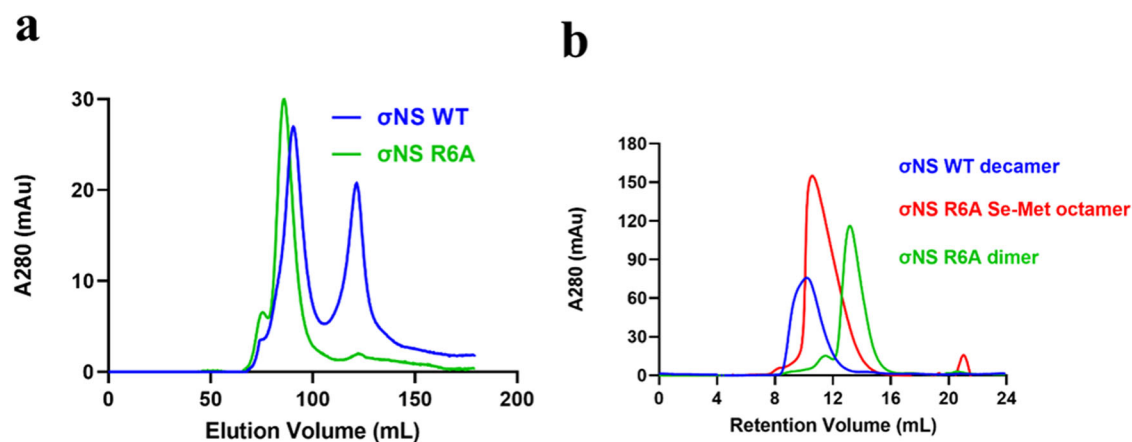 a
A280 (mAu)
30
20
10
0
0 50 100 150 200
Elution Volume (mL)
σNS WT
σNS R6A
b
A280 (mAu)
180
150
120
90
60
30
0
0 4 8 12 16 20 24
Retention Volume (mL)
σNS WT decamer
σNS R6A Se-Met octamer
σNS R6A dimer